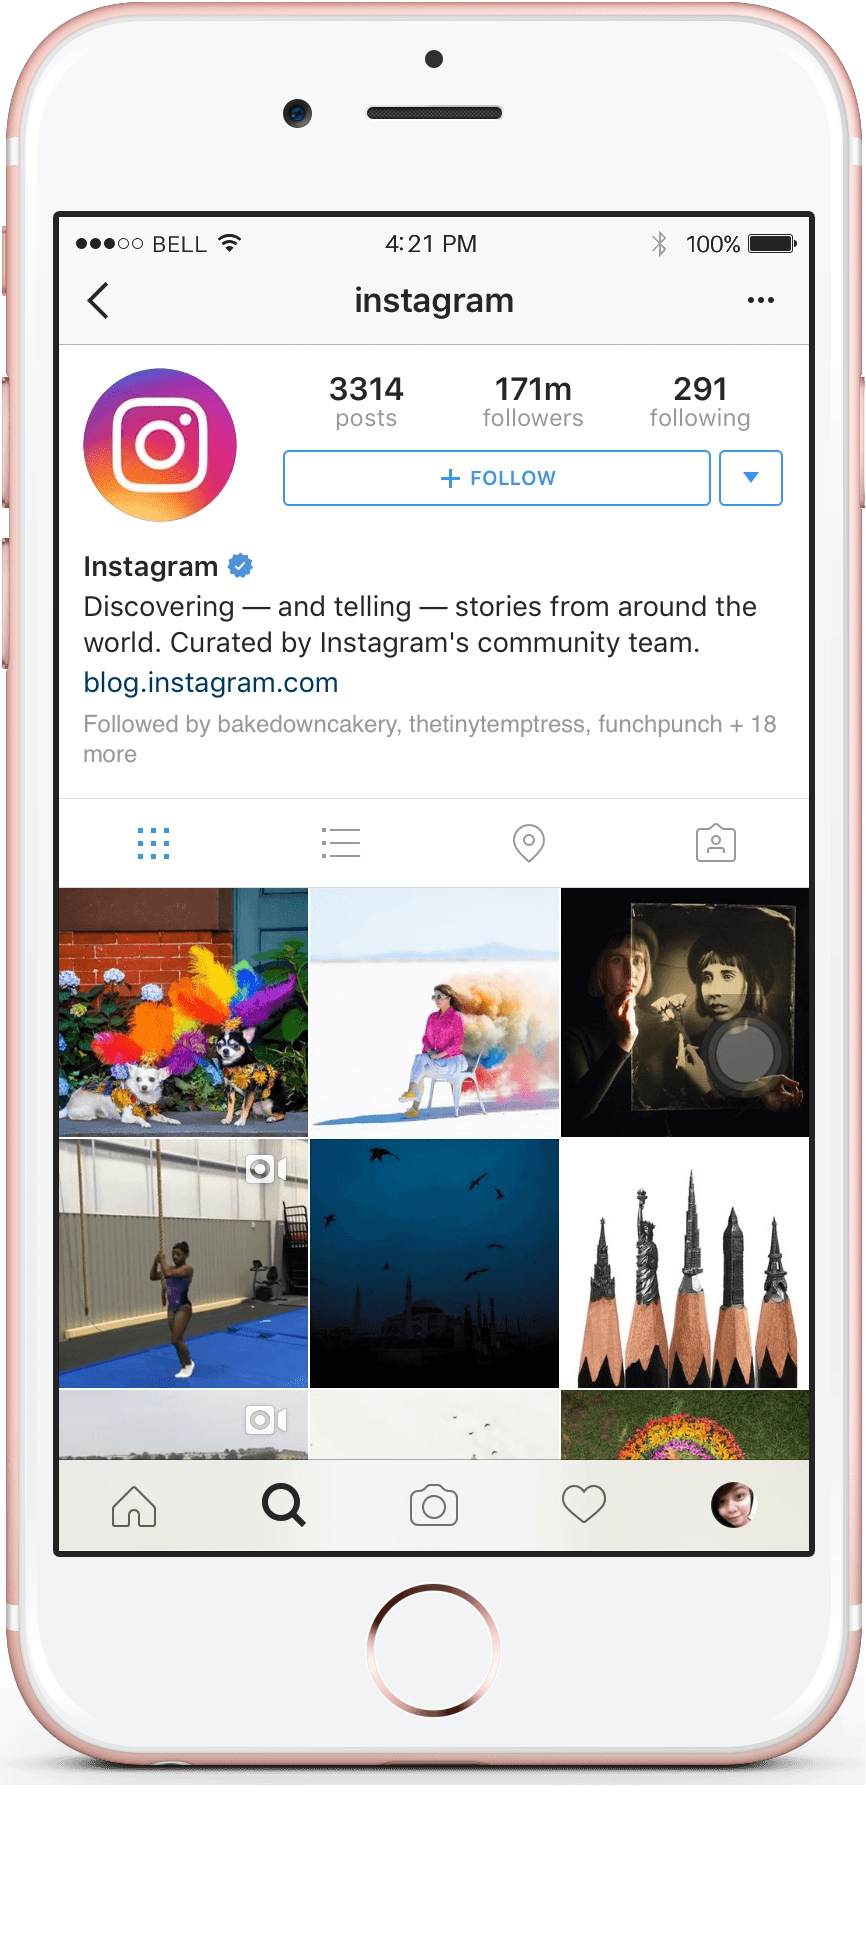 BELL 4:21 PM 100%
instagram
3314 171m 291
posts followers following
+ FOLLOW
Instagram
Discovering — and telling — stories from around the
world. Curated by Instagram's community team.
blog.instagram.com
Followed by bakedowncakery, thetinytemptress, funchpunch + 18
more